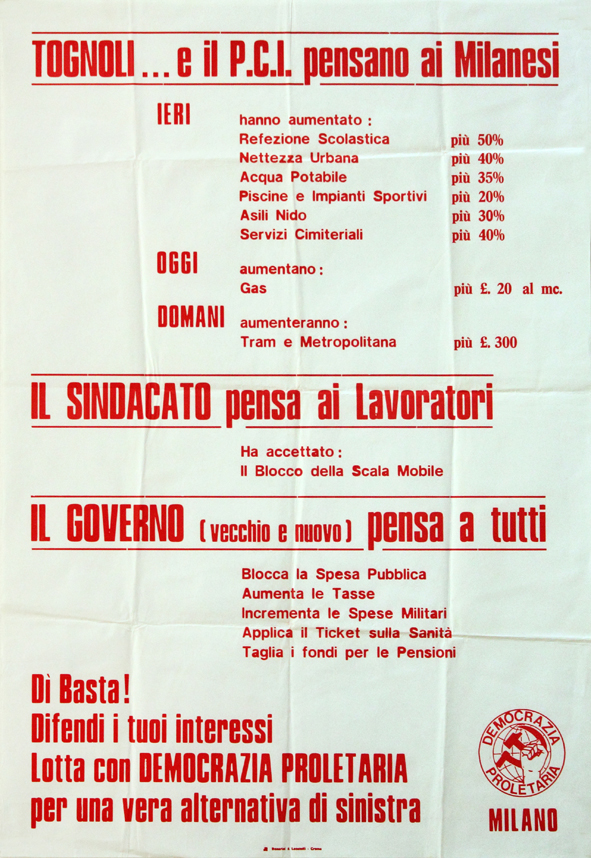 TOGNOLI ... e il P.C.I. pensano ai Milanesi
IERI hanno aumentato :
Refezione Scolastica più 50%
Nettezza Urbana più 40%
Acqua Potabile più 35%
Piscine e Impianti Sportivi più 20%
Asili Nido più 30%
Servizi Cimiteriali più 40%
OGGI aumentano :
Gas più £. 20 al mc.
DOMANI aumenteranno :
Tram e Metropolitana più £. 300
IL SINDACATO pensa ai Lavoratori
Ha accettato :
Il Blocco della Scala Mobile
IL GOVERNO ( vecchio e nuovo ) pensa a tutti
Blocca la Spesa Pubblica
Aumenta le Tasse
Incrementa le Spese Militari
Applica il Ticket sulla Sanità
Taglia i fondi per le Pensioni
Dì Basta !
Difendi i tuoi interessi
Lotta con DEMOCRAZIA PROLETARIA
per una vera alternativa di sinistra
DEMOCRAZIA
PROLETARIA
MILANO